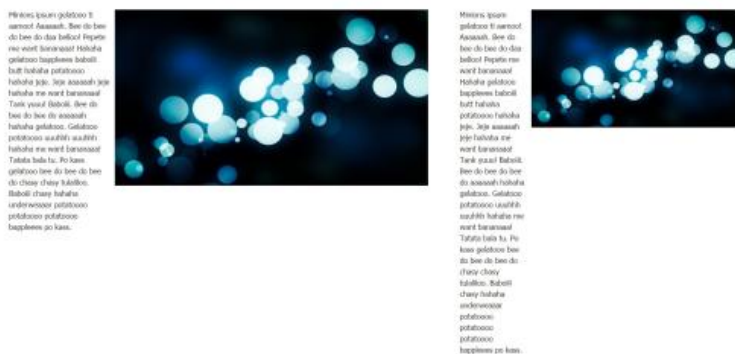 Minions ipsum gelatooo ti
aamoo! Aaaaaah. Bee do bee
do bee do daa belloo! Pepete
me want bananaaa! Hahaha
gelatooo bappleees baboiii
butt hahaha potatoooo
hahaha jeje. Jeje aaaaaah jeje
hahaha me want bananaaa!
Tank yuuu! Baboiii. Bee do
bee do bee do aaaaaah
hahaha gelatooo. Gelatooo
potatoooo uuuhhh uuuhhh
hahaha me want bananaaa!
Tatata bala tu. Po kass
gelatooo bee do bee do bee
do chasy chasy tulaliloo.
Baboiii chasy hahaha
underweaaar potatoooo
potatoooo potatoooo
bappleees po kass.
Minions ipsum
gelatooo ti aamoo!
Aaaaaah. Bee do
bee do bee do daa
belloo! Pepete me
want bananaaa!
Hahaha gelatooo
bappleees baboiii
butt hahaha
potatoooo hahaha
jeje. Jeje aaaaaah
jeje hahaha me
want bananaaa!
Tank yuuu! Baboiii.
Bee do bee do bee
do aaaaaah hahaha
gelatooo. Gelatooo
potatoooo uuuhhh
uuuhhh hahaha me
want bananaaa!
Tatata bala tu. Po
kass gelatooo bee
do bee do bee do
chasy chasy
tulaliloo. Baboiii
chasy hahaha
underweaaar
potatoooo
potatoooo
potatoooo
bappleees po kass.